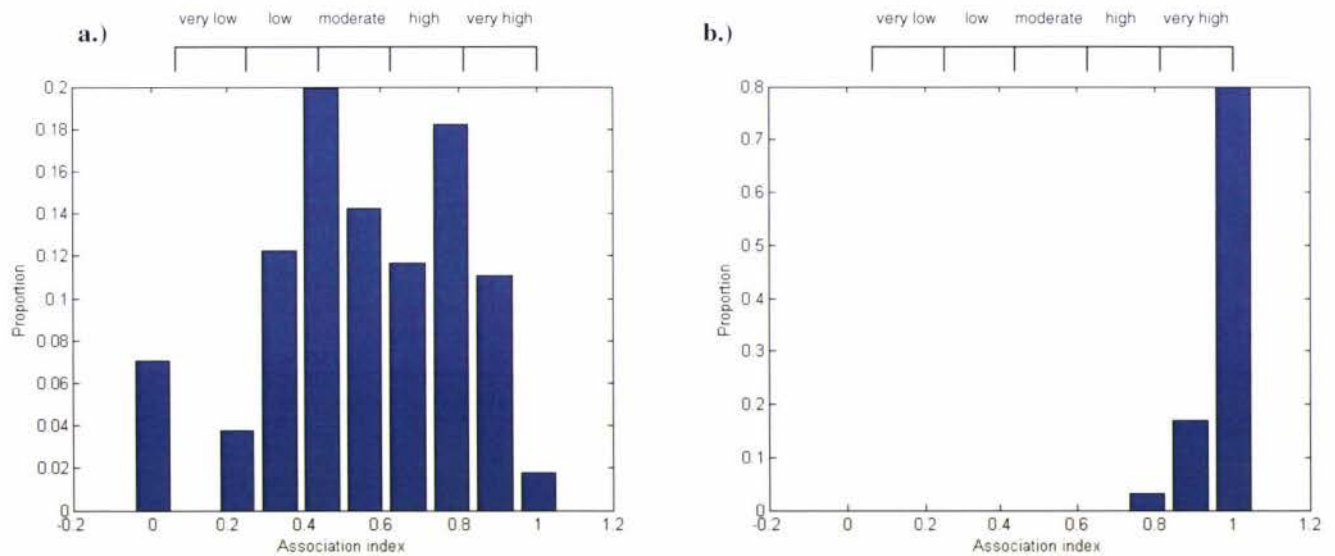 a.)
very low low moderate high very high
0.2
0.18
0.16
0.14
0.12
0.1
0.08
0.06
0.04
0.02
0
Proportion
-0.2 0 0.2 0.4 0.6 0.8 1 1.2
Association index
b.)
very low low moderate high very high
0.8
0.7
0.6
0.5
0.4
0.3
0.2
0.1
0
Proportion
-0.2 0 0.2 0.4 0.6 0.8 1 1.2
Association index